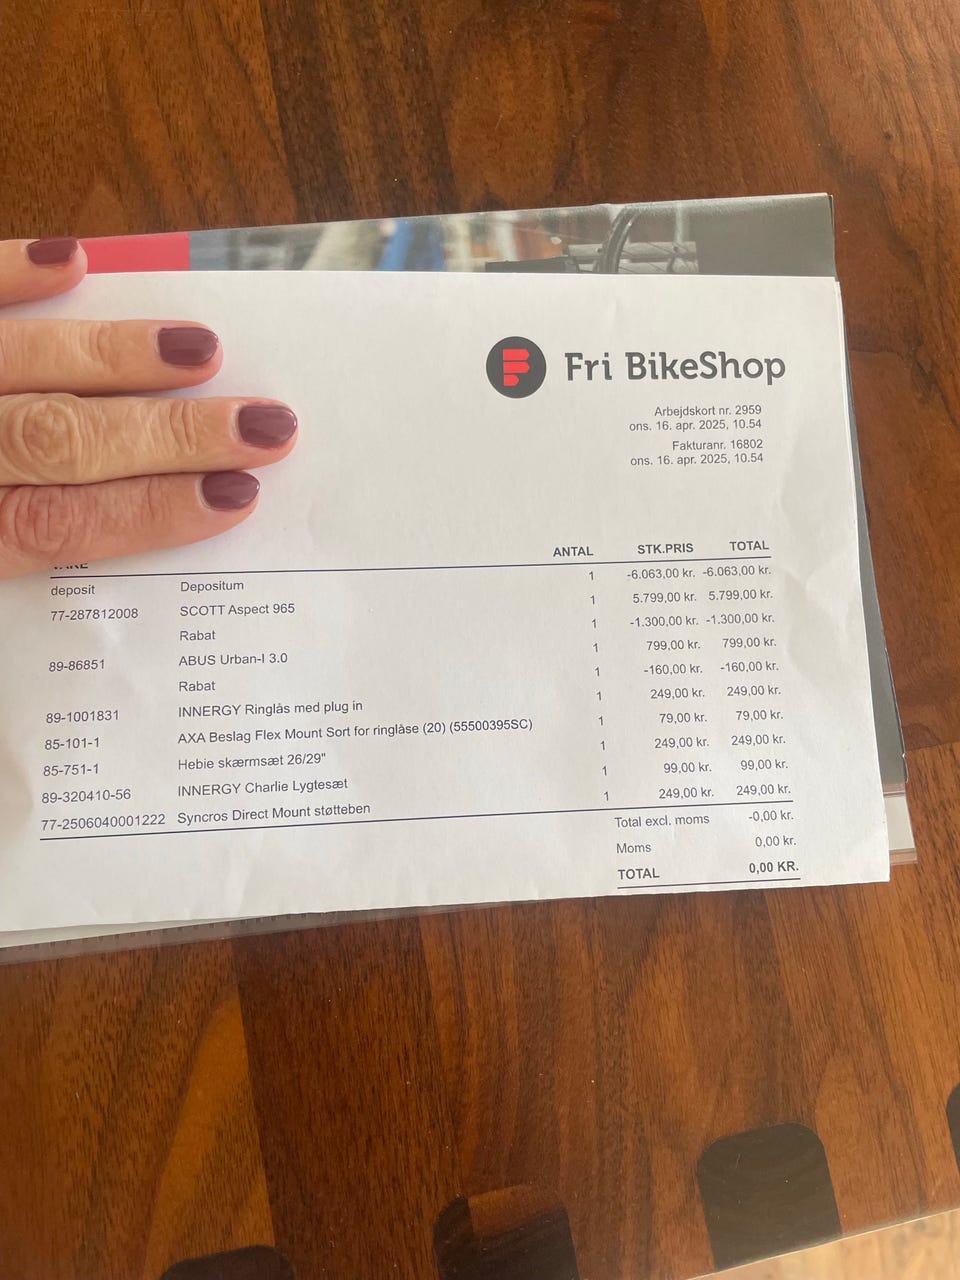 Fri BikeShop
Arbejdskort nr. 2959
ons. 16. apr. 2025, 10.54
Fakturanr. 16802
ons. 16. apr. 2025, 10.54
ANTAL STK.PRIS TOTAL
deposit Depositum 1 -6.063,00 kr. -6.063,00 kr.
77-287812008 SCOTT Aspect 965 1 5.799,00 kr. 5.799,00 kr.
Rabat 1 -1.300,00 kr. -1.300,00 kr.
89-86851 ABUS Urban-I 3.0 1 799,00 kr. 799,00 kr.
Rabat 1 -160,00 kr. -160,00 kr.
89-1001831 INNERGY Ringlås med plug in 1 249,00 kr. 249,00 kr.
85-101-1 AXA Beslag Flex Mount Sort for ringlåse (20) (55500395SC) 1 79,00 kr. 79,00 kr.
85-751-1 Hebie skærmsæt 26/29" 1 249,00 kr. 249,00 kr.
89-320410-56 INNERGY Charlie Lygtesæt 1 99,00 kr. 99,00 kr.
77-2506040001222 Syncros Direct Mount støtteben 1 249,00 kr. 249,00 kr.
Total excl. moms -0,00 kr.
Moms 0,00 kr.
TOTAL 0,00 KR.